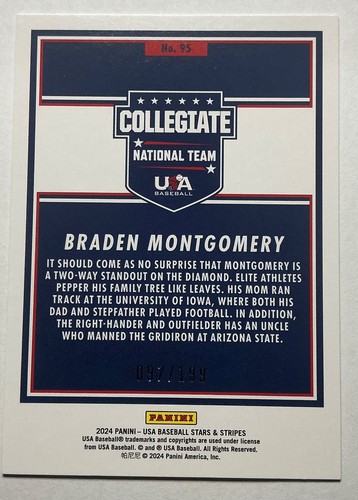 No. 95
COLLEGIATE
NATIONAL TEAM
USA
BASEBALL
BRADEN MONTGOMERY
IT SHOULD COME AS NO SURPRISE THAT MONTGOMERY IS
A TWO-WAY STANDOUT ON THE DIAMOND. ELITE ATHLETES
PEPPER HIS FAMILY TREE LIKE LEAVES. HIS MOM RAN
TRACK AT THE UNIVERSITY OF IOWA, WHERE BOTH HIS
DAD AND STEPFATHER PLAYED FOOTBALL. IN ADDITION,
THE RIGHT-HANDER AND OUTFIELDER HAS AN UNCLE
WHO MANNED THE GRIDIRON AT ARIZONA STATE.
097/199
PANINI
2024 PANINI – USA BASEBALL STARS & STRIPES
USA Baseball® trademarks and copyrights are used under license
from USA Baseball. © and ® USA Baseball. All Rights Reserved.
帕尼尼 © 2024 Panini America, Inc.